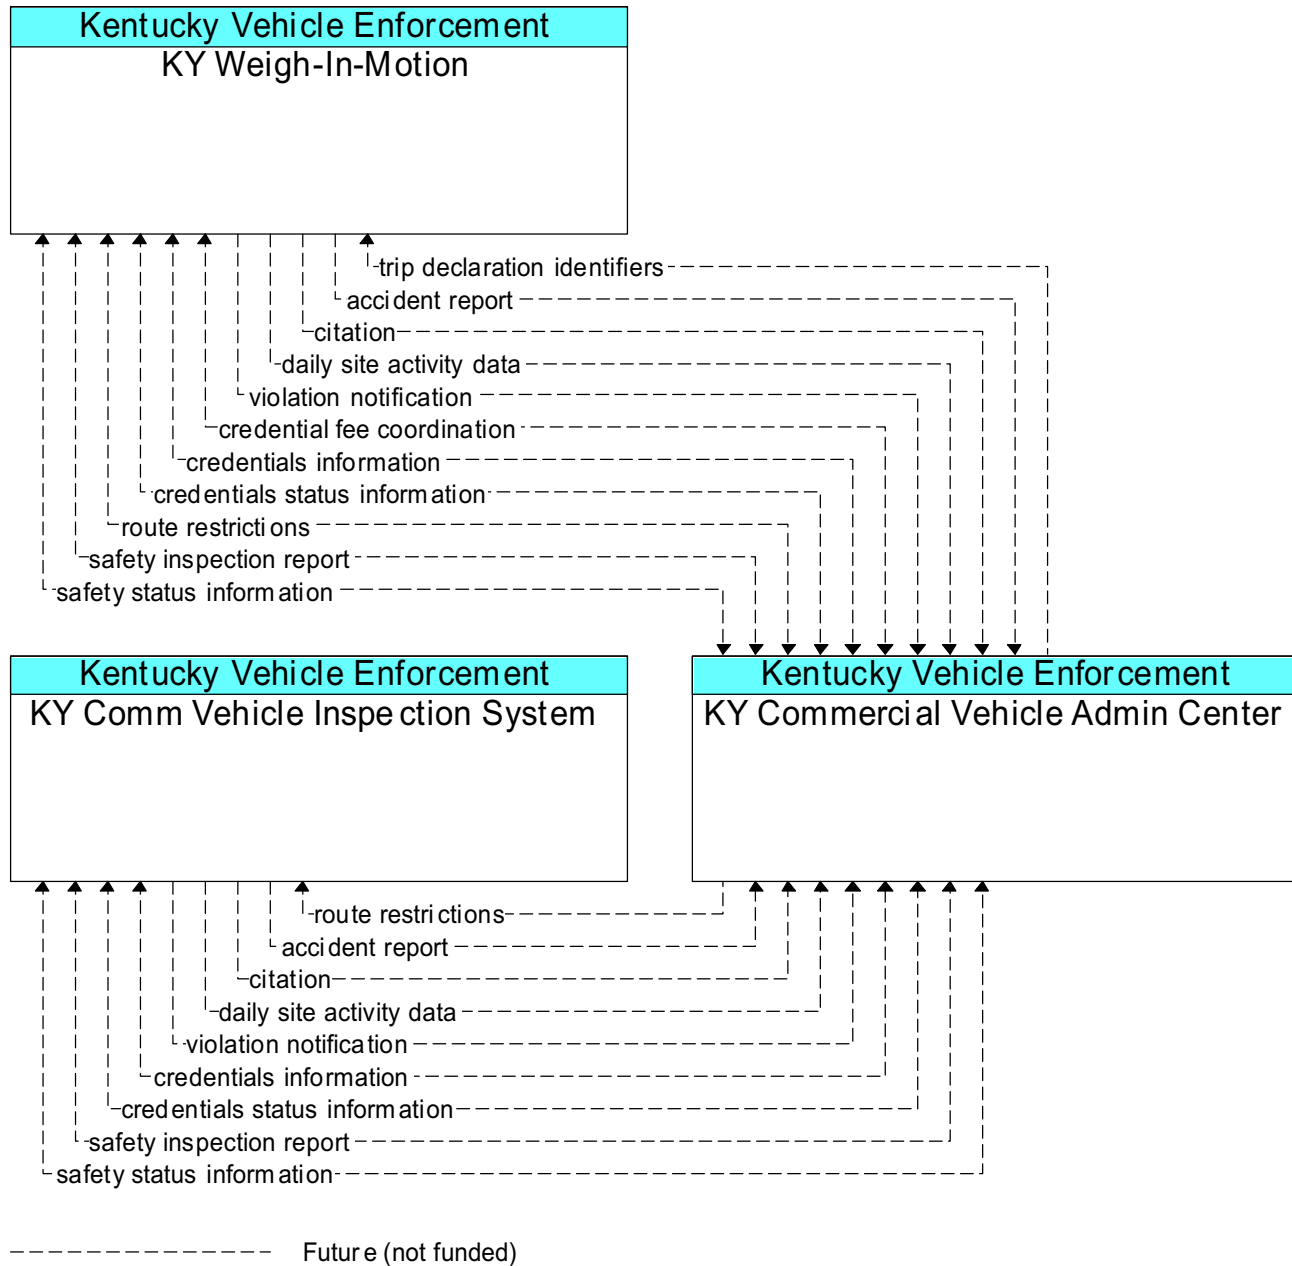 Kentucky Vehicle Enforcement
KY Weigh-In-Motion
trip declaration identifiers
accident report
citation
daily site activity data
violation notification
credential fee coordination
credentials information
credentials status information
route restrictions
safety inspection report
safety status information
Kentucky Vehicle Enforcement
KY Comm Vehicle Inspection System
Kentucky Vehicle Enforcement
KY Commercial Vehicle Admin Center
route restrictions
accident report
citation
daily site activity data
violation notification
credentials information
credentials status information
safety inspection report
safety status information
Future (not funded)